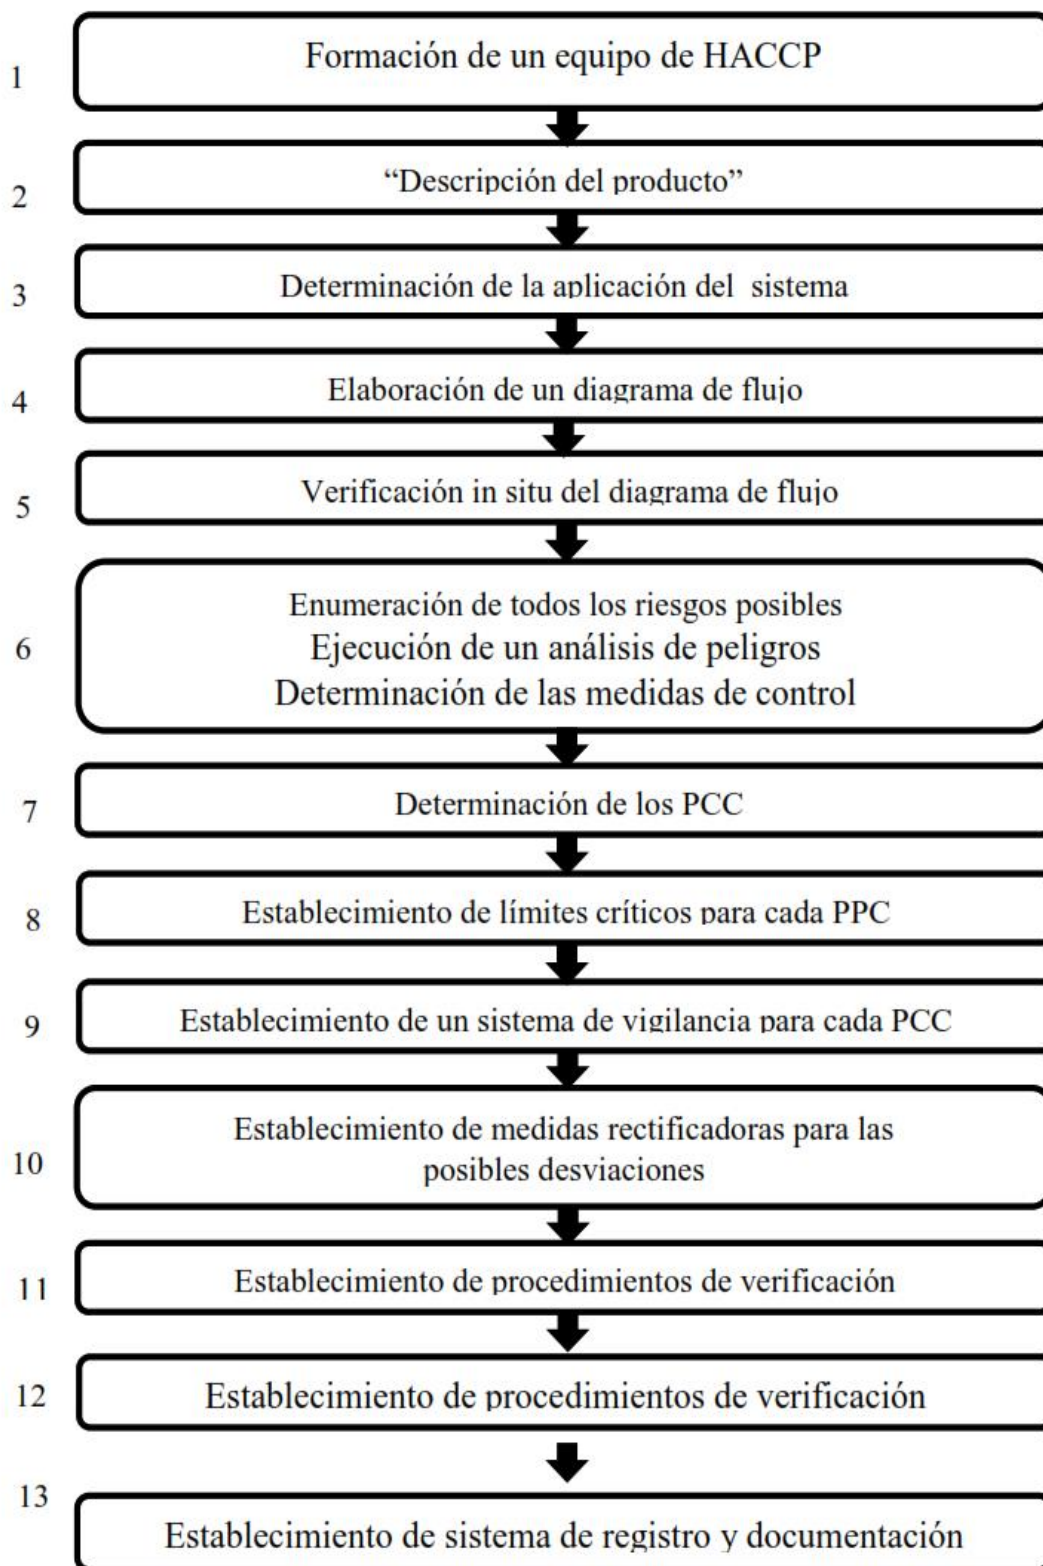 1
Formación de un equipo de HACCP
2
“Descripción del producto”
3
Determinación de la aplicación del sistema
4
Elaboración de un diagrama de flujo
5
Verificación in situ del diagrama de flujo
6
Enumeración de todos los riesgos posibles
Ejecución de un análisis de peligros
Determinación de las medidas de control
7
Determinación de los PCC
8
Establecimiento de límites críticos para cada PPC
9
Establecimiento de un sistema de vigilancia para cada PCC
10
Establecimiento de medidas rectificadoras para las
posibles desviaciones
11
Establecimiento de procedimientos de verificación
12
Establecimiento de procedimientos de verificación
13
Establecimiento de sistema de registro y documentación